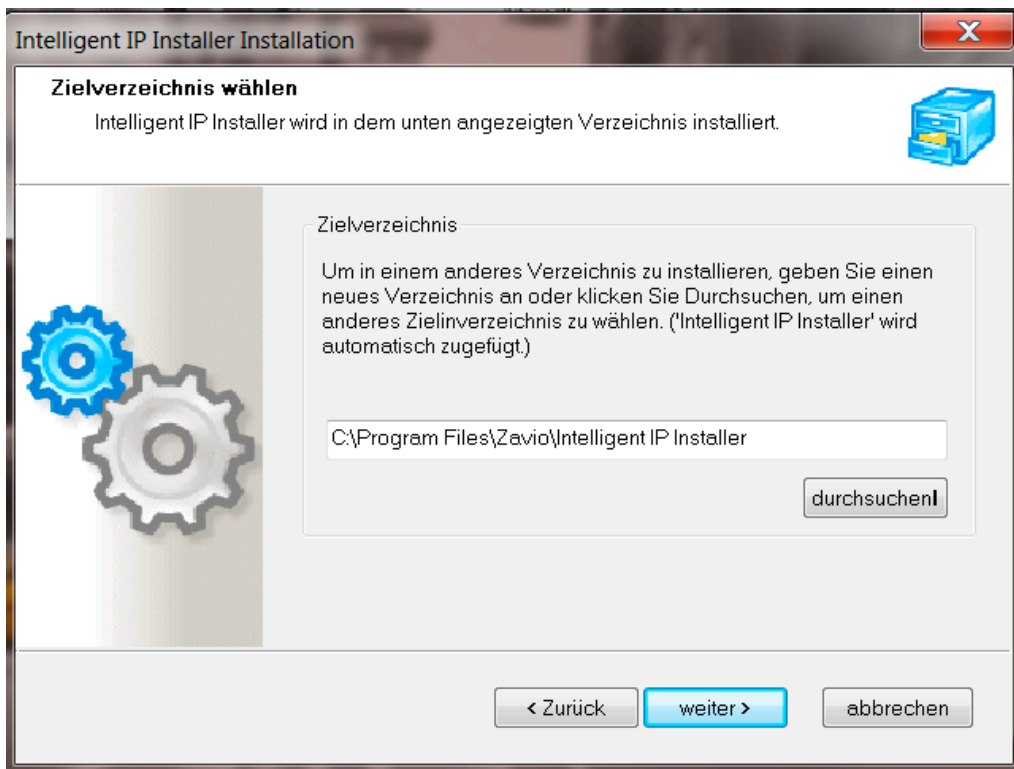 Intelligent IP Installer Installation
X
Zielverzeichnis wählen
Intelligent IP Installer wird in dem unten angezeigten Verzeichnis installiert.
Zielverzeichnis
Um in einem anderes Verzeichnis zu installieren, geben Sie einen
neues Verzeichnis an oder klicken Sie Durchsuchen, um einen
anderes Zielinverzeichnis zu wählen. ('Intelligent IP Installer' wird
automatisch zugefügt.)
C:\Program Files\Zavio\Intelligent IP Installer
durchsuchenl
< Zurück
weiter >
abbrechen